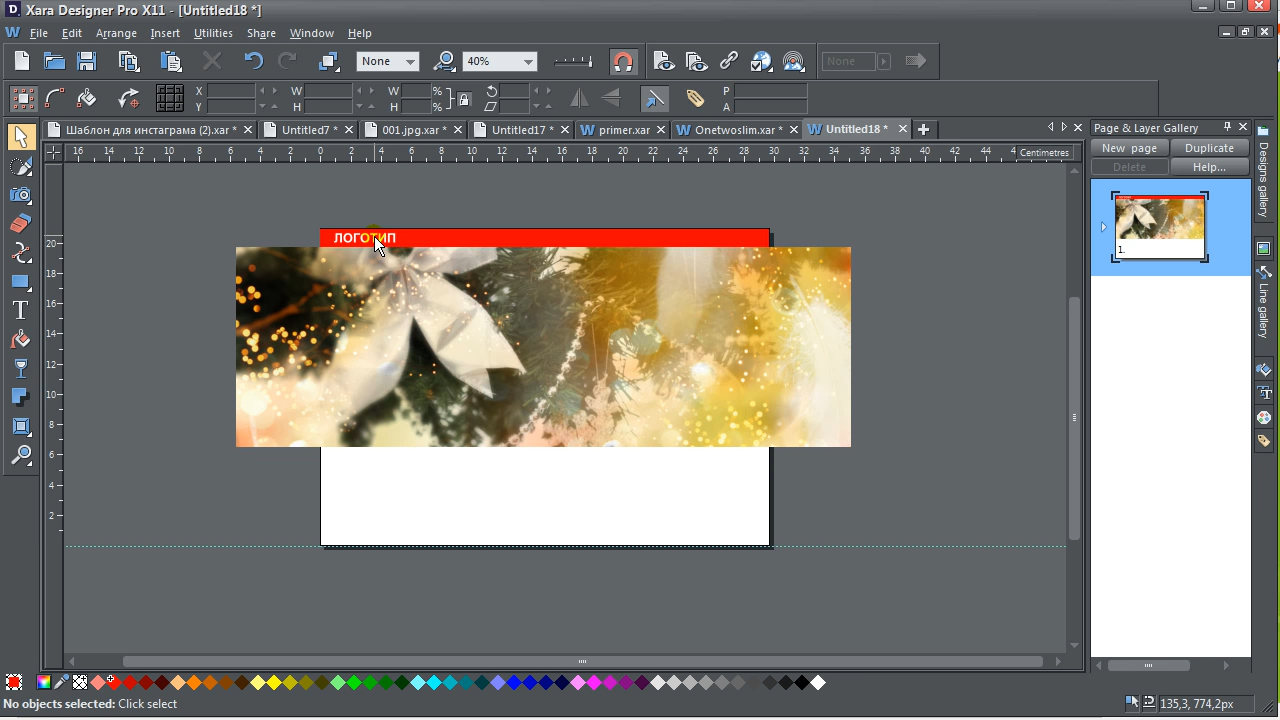 Xara Designer Pro X11 - [Untitled18 *]
File Edit Arrange Insert Utilities Share Window Help
None 40% None
X W W % P
Y H H % A
Шаблон для инстаграма (2).xar * Untitled7 * 001.jpg.xar * Untitled17 * primer.xar Onetwoslim.xar * Untitled18 *
Page & Layer Gallery
16 14 12 10 8 6 4 2 0 2 4 6 8 10 12 14 16 18 20 22 24 26 28 30 32 34 36 38 40 42 44 Centimetres
New page Duplicate
Delete Help...
Designs gallery
Line gallery
20
18
16
14
12
10
8
6
4
2
ЛОГОТИП
1.
No objects selected: Click select
135,3, 774,2px